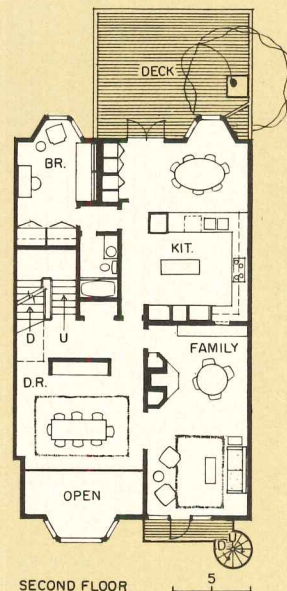 DECK
BR.
KIT.
D U
FAMILY
D.R.
OPEN
D U
SECOND FLOOR
5